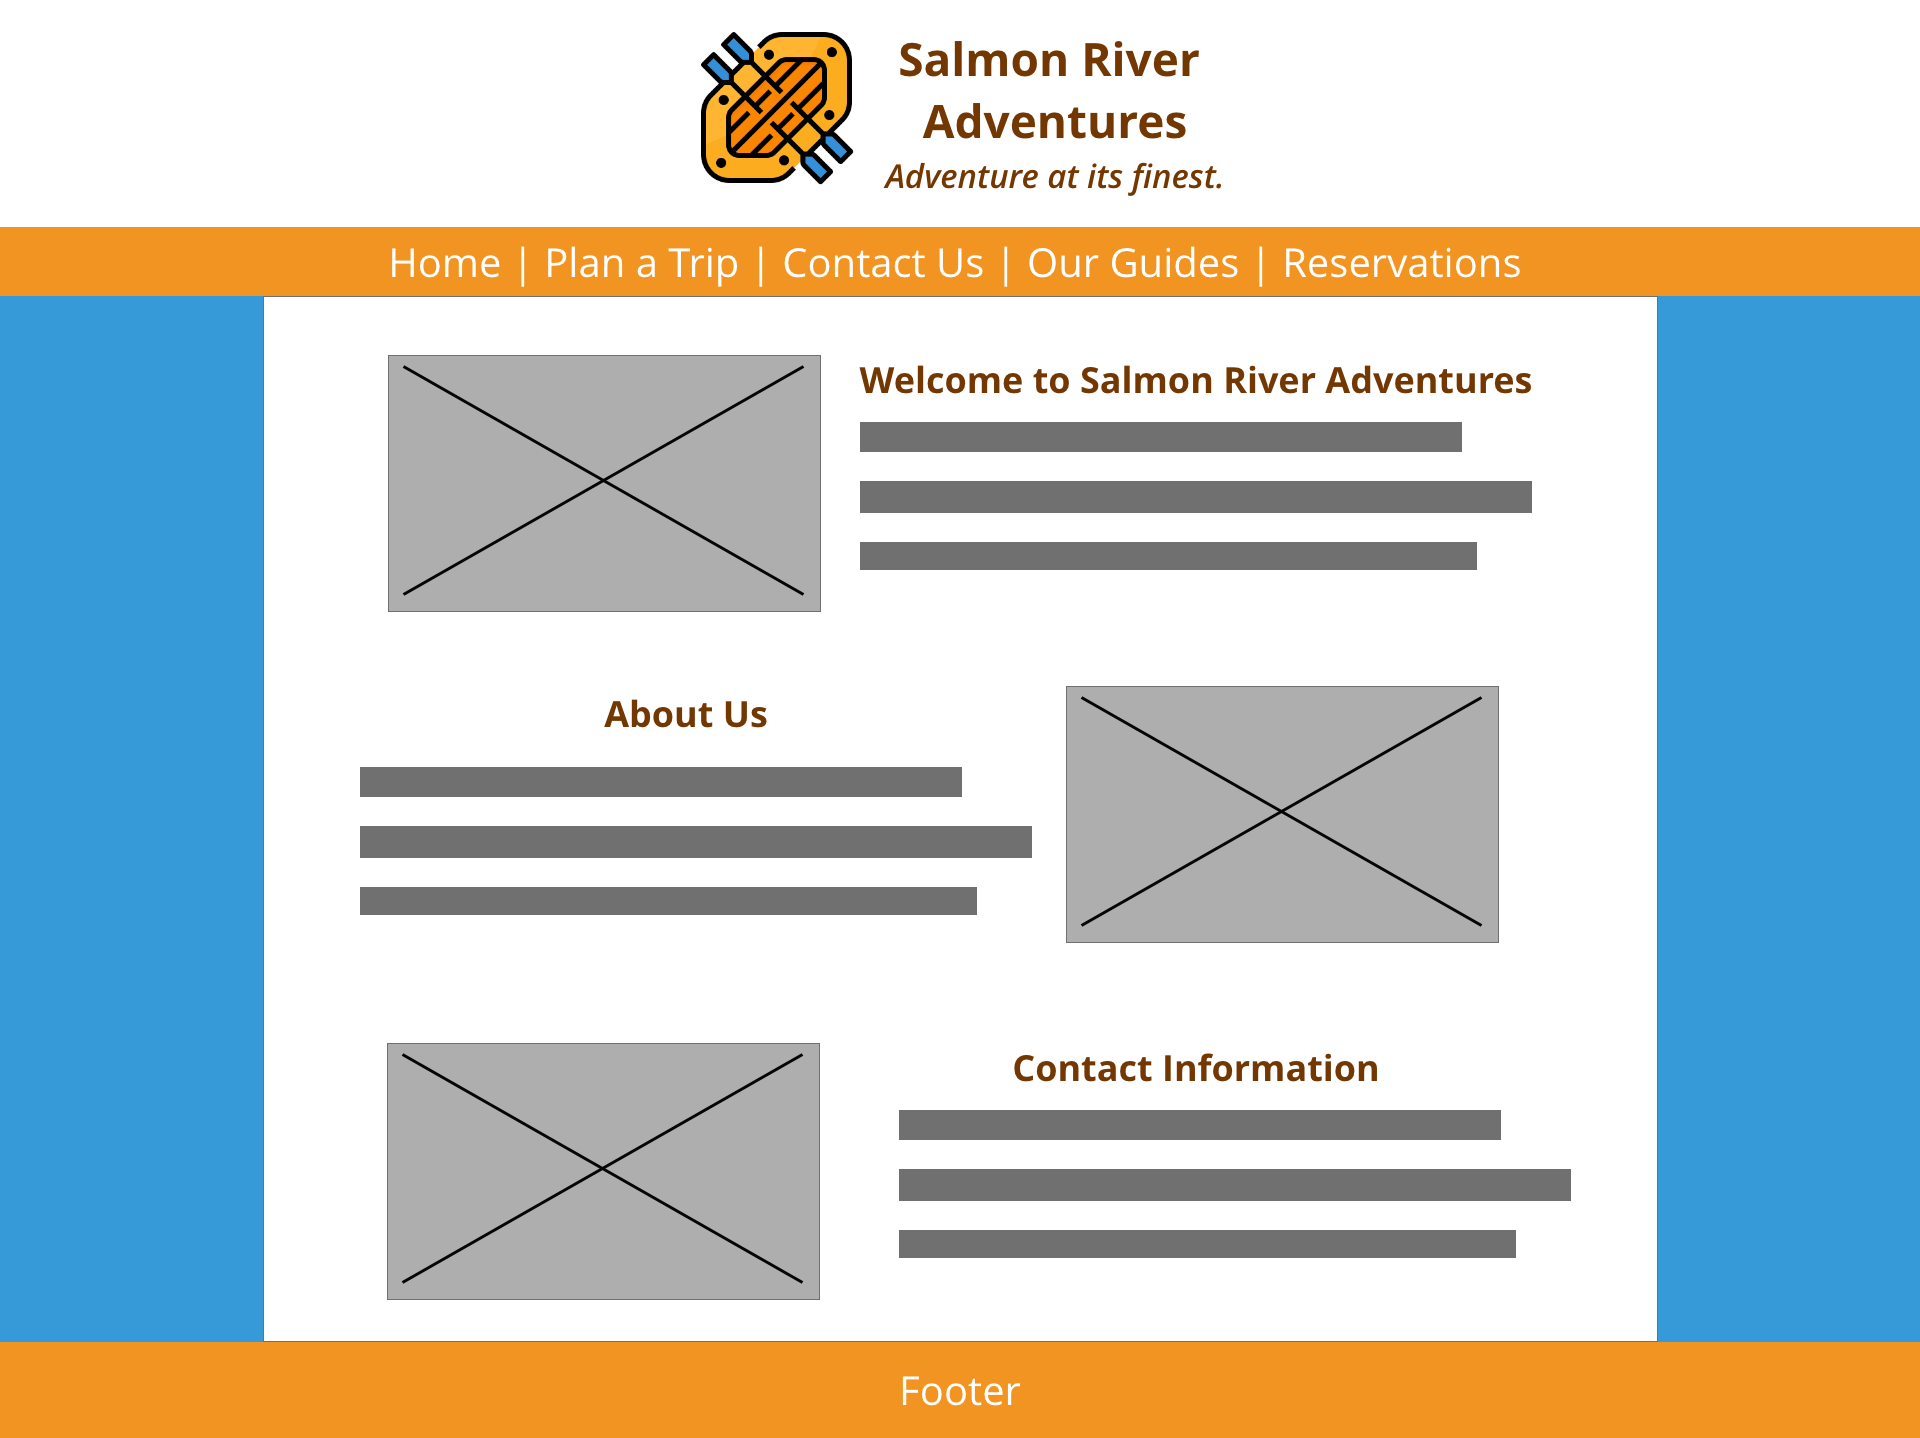 Salmon River
Adventures
Adventure at its finest.
Home | Plan a Trip | Contact Us | Our Guides | Reservations
Welcome to Salmon River Adventures
About Us
Contact Information
Footer